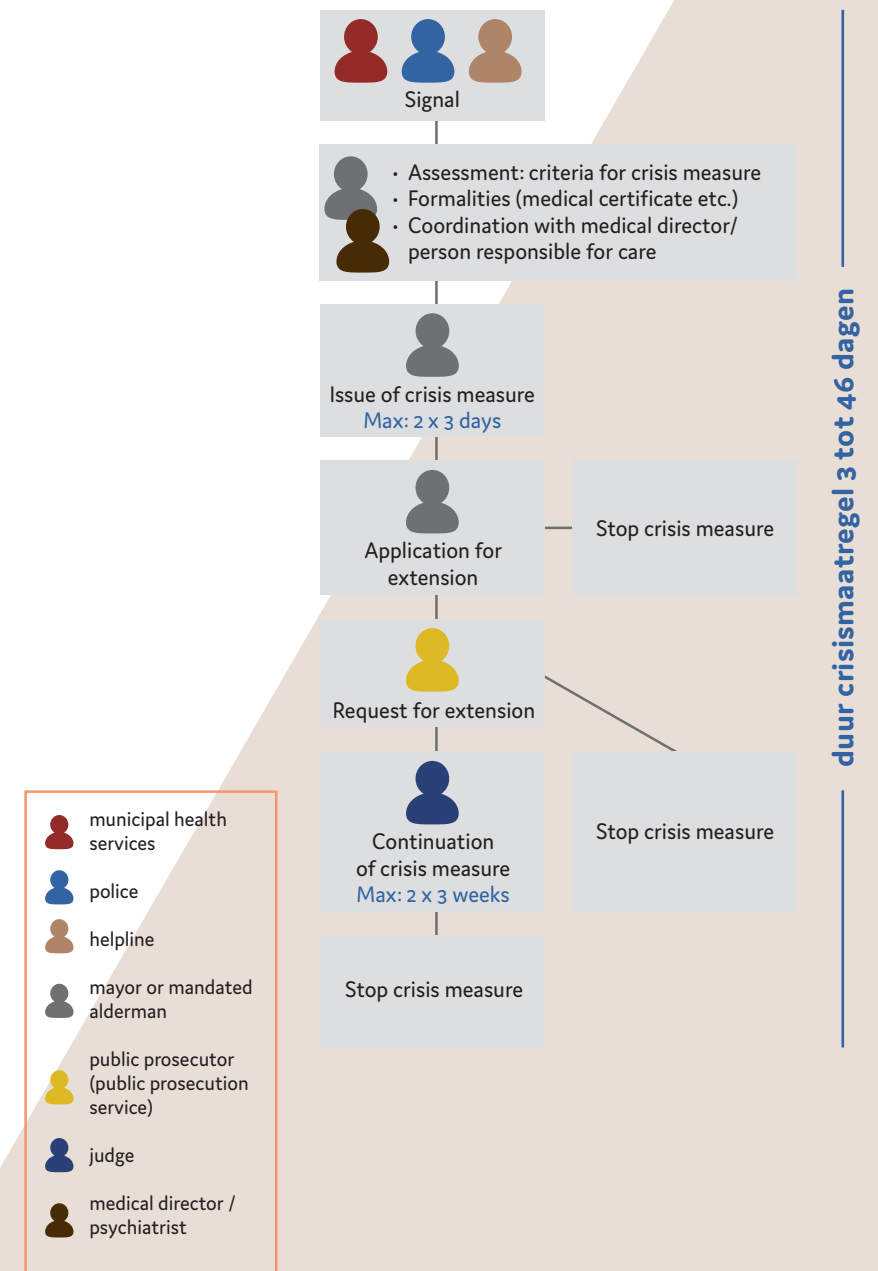 Signal
· Assessment: criteria for crisis measure
· Formalities (medical certificate etc.)
· Coordination with medical director/
person responsible for care
Issue of crisis measure
Max: 2 x 3 days
Application for
extension
Stop crisis measure
Request for extension
Continuation
of crisis measure
Max: 2 x 3 weeks
Stop crisis measure
Stop crisis measure
duur crisismaatregel 3 tot 46 dagen
municipal health
services
police
helpline
mayor or mandated
alderman
public prosecutor
(public prosecution
service)
judge
medical director /
psychiatrist